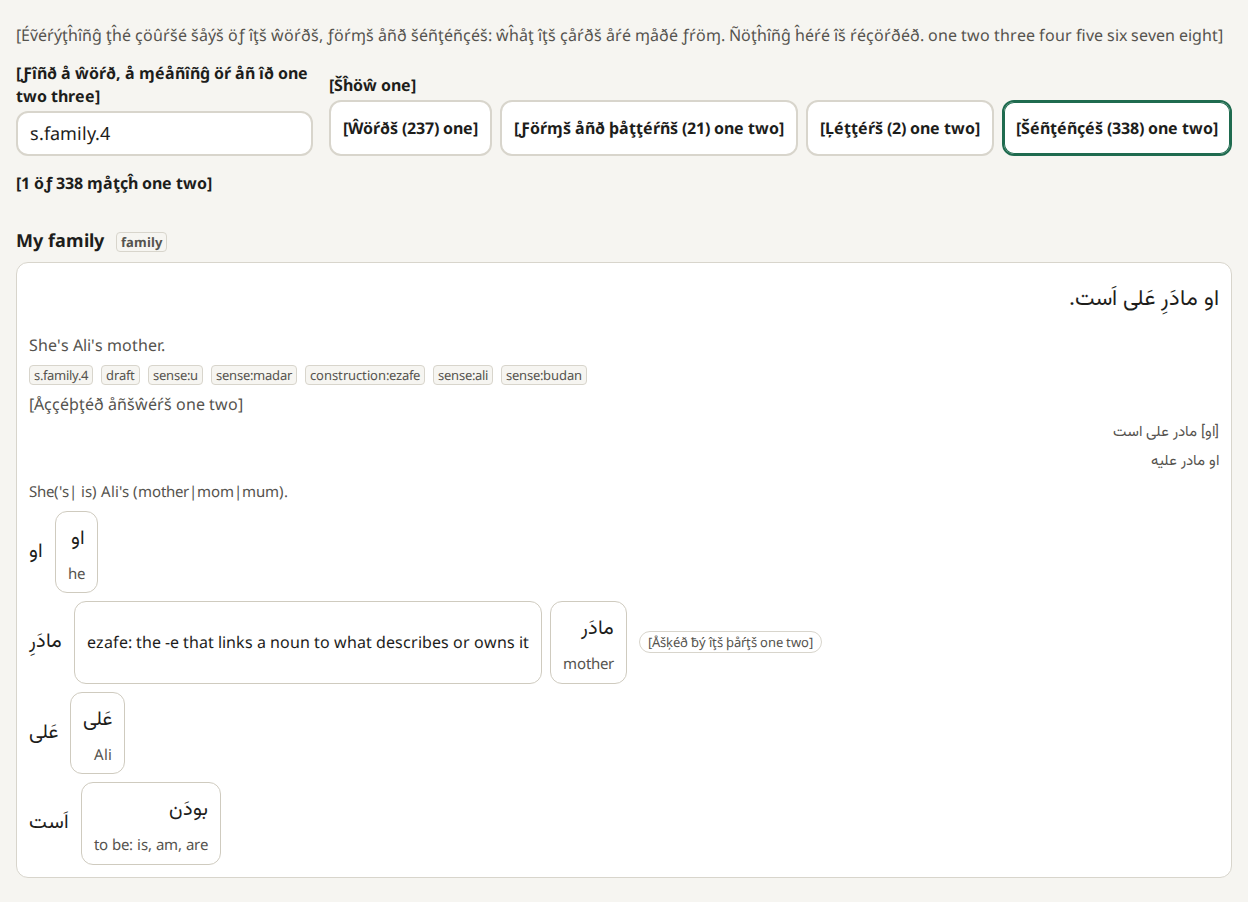 [Éṽéŕýţĥîñĝ ţĥé çöûŕšé šåýš öƒ îţš ŵöŕðš, ƒöŕɱš åñð šéñţéñçéš: ŵĥåţ îţš çåŕðš åŕé ɱåðé ƒŕöɱ. Ñöţĥîñĝ ĥéŕé îš ŕéçöŕðéð. one two three four five six seven eight]
[Ƒîñð å ŵöŕð, å ɱéåñîñĝ öŕ åñ îð one two three]
s.family.4
[Šĥöŵ one]
[Ŵöŕðš (237) one]
[Ƒöŕɱš åñð þåţţéŕñš (21) one two]
[Ļéţţéŕš (2) one two]
[Šéñţéñçéš (338) one two]
[1 öƒ 338 ɱåţçĥ one two]
My family family
او مادَرِ عَلی اَست.
She's Ali's mother.
s.family.4 draft sense:u sense:madar construction:ezafe sense:ali sense:budan
[Åççéþţéð åñšŵéŕš one two]
[او] مادر علی است
او مادر علیه
She('s| is) Ali's (mother|mom|mum).
او
او
he
مادَرِ
ezafe: the -e that links a noun to what describes or owns it
مادَر
mother
[Åšķéð ƀý îţš þåŕţš one two]
عَلی
عَلی
Ali
اَست
بودَن
to be: is, am, are